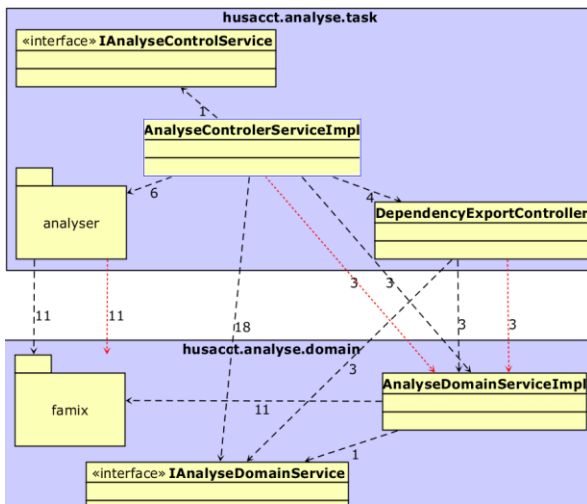 husacct.analyse.task
«interface» IAnalyseControlService
1
AnalyseControlerServiceImpl
6
4
analyser
DependencyExportController
3
3
11
11
18
3
3
3
husacct.analyse.domain
AnalyseDomainServiceImpl
famix
11
1
«interface» IAnalyseDomainService